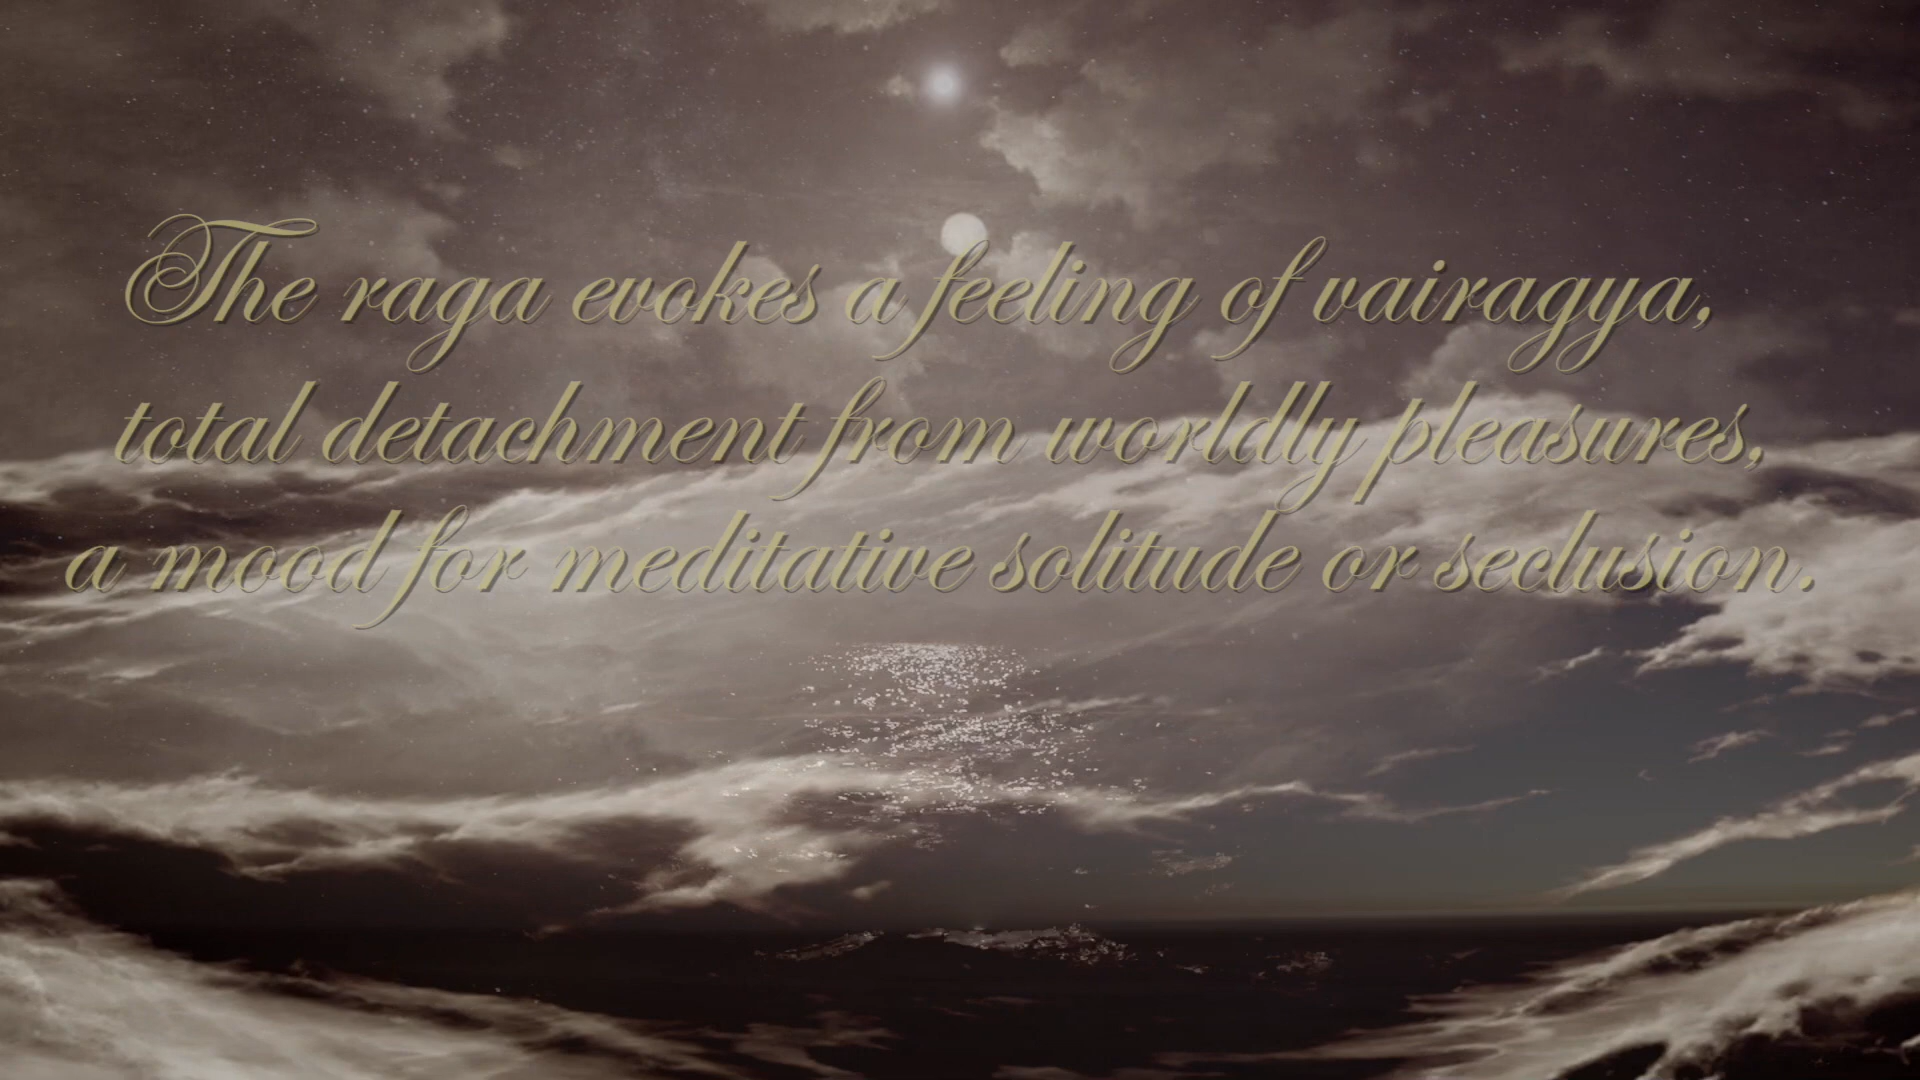 The raga evokes a feeling of vairagya,
total detachment from worldly pleasures,
a mood for meditative solitude or seclusion.